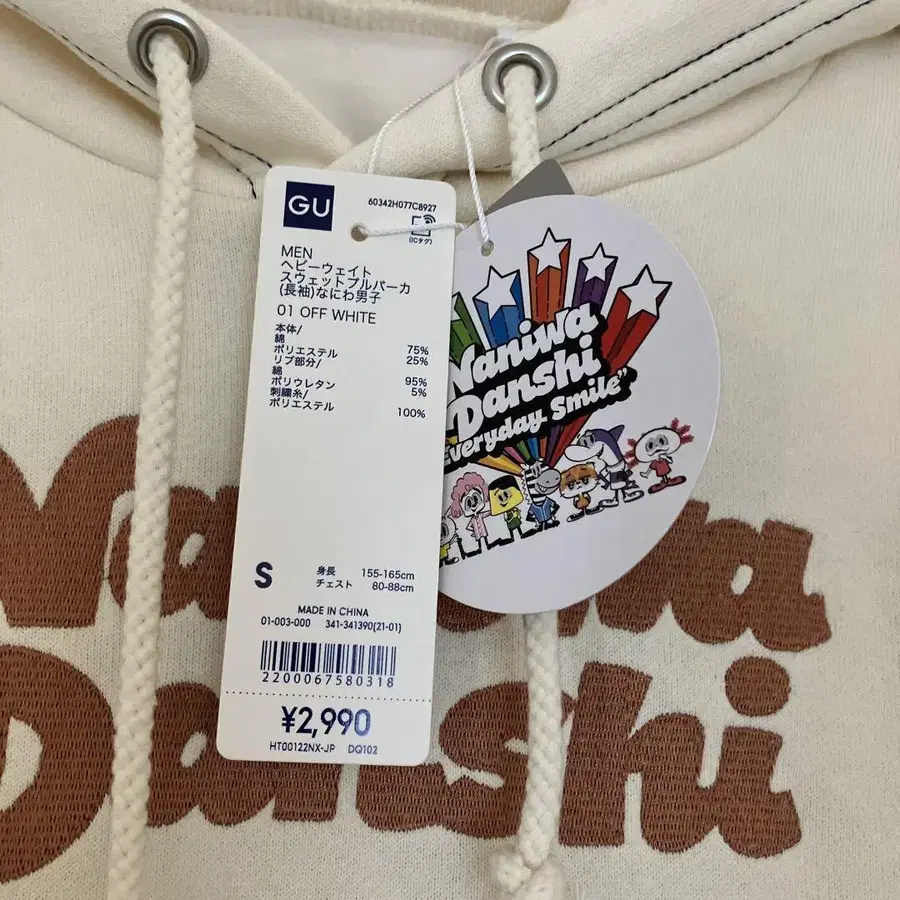 GU
60342H077C8927
(ICタグ)
MEN
ヘビーウェイト
スウェットプルパーカ
(長袖)なにわ男子
01 OFF WHITE
本体/
綿 75%
ポリエステル 25%
リブ部分/
綿 95%
ポリウレタン 5%
刺繍糸/
ポリエステル 100%
S
身長 155-165cm
チェスト 80-88cm
MADE IN CHINA
01-003-000 341-341390(21-01)
2200067580318
¥2,990
HT00122NX-JP DQ102
Naniwa
Danshi
"Everyday Smile"
Naniwa
Danshi